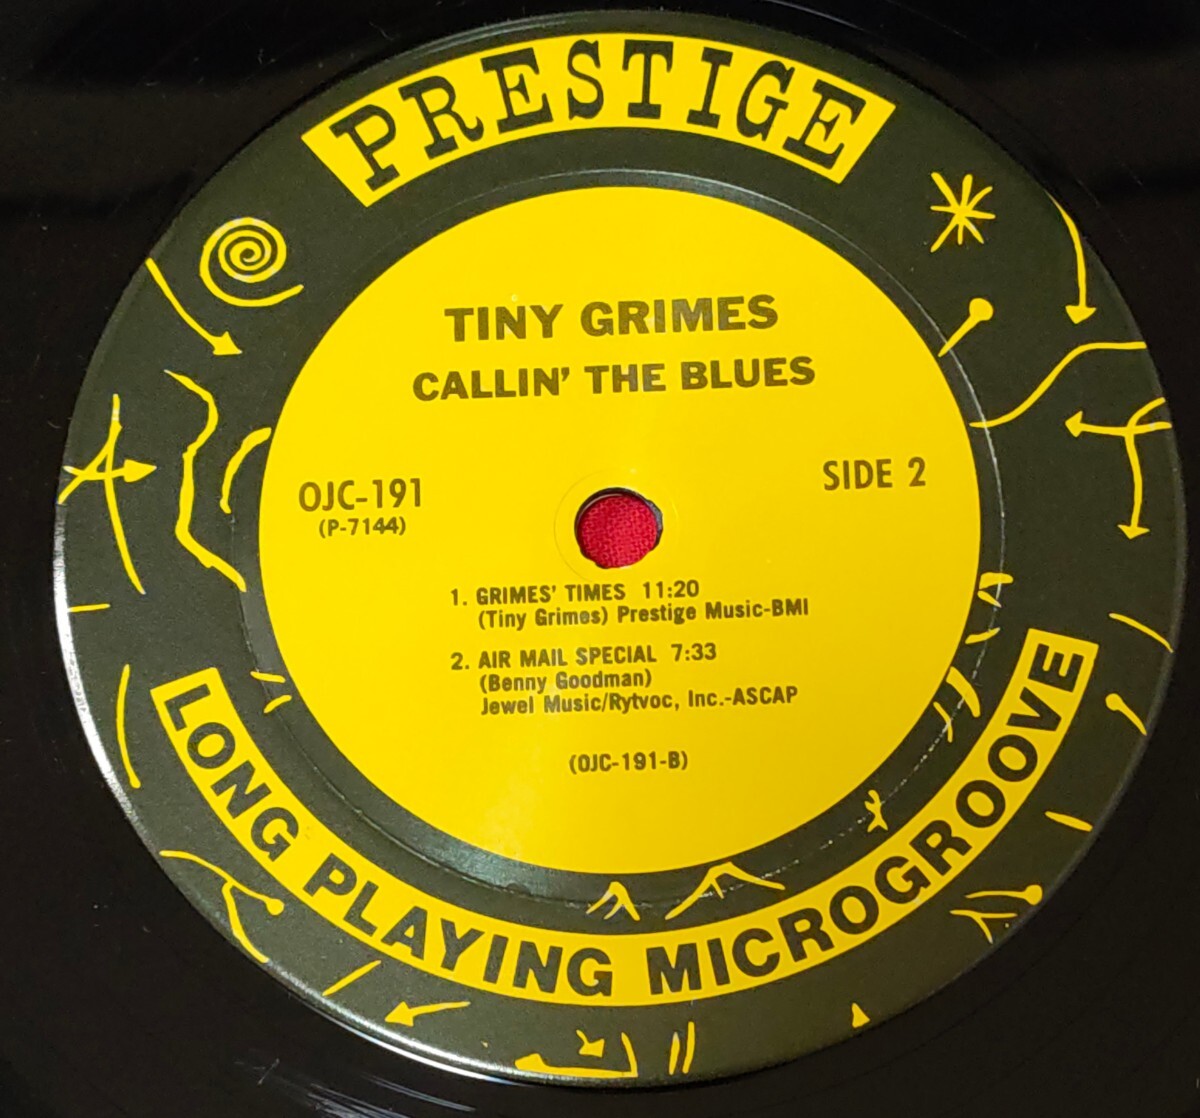 PRESTIGE
TINY GRIMES
CALLIN' THE BLUES
OJC-191
(P-7144)
SIDE 2
1. GRIMES' TIMES 11:20
(Tiny Grimes) Prestige Music-BMI
2. AIR MAIL SPECIAL 7:33
(Benny Goodman)
Jewel Music/Rytvoc, Inc.-ASCAP
(OJC-191-B)
LONG PLAYING MICROGROOVE